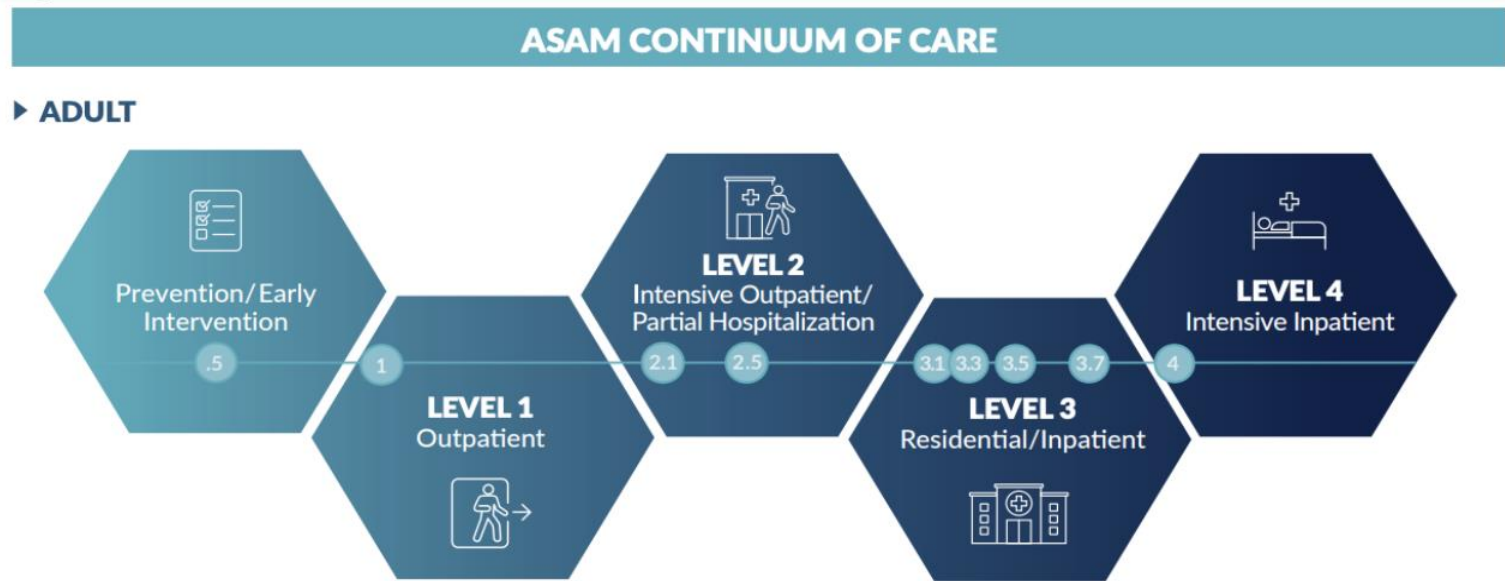 ASAM CONTINUUM OF CARE
ADULT
Prevention/Early
Intervention
.5
1
LEVEL 1
Outpatient
LEVEL 2
Intensive Outpatient/
Partial Hospitalization
2.1
2.5
3.1
3.3
3.5
3.7
LEVEL 3
Residential/Inpatient
LEVEL 4
Intensive Inpatient
4